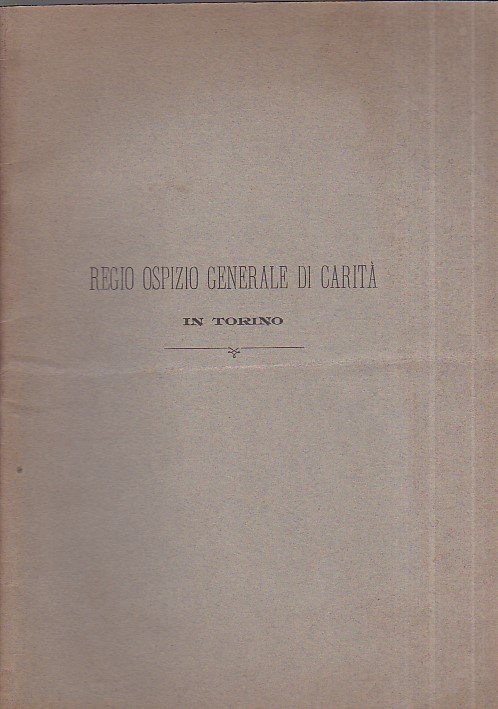 REGIO OSPIZIO GENERALE DI CARITÀ
IN TORINO